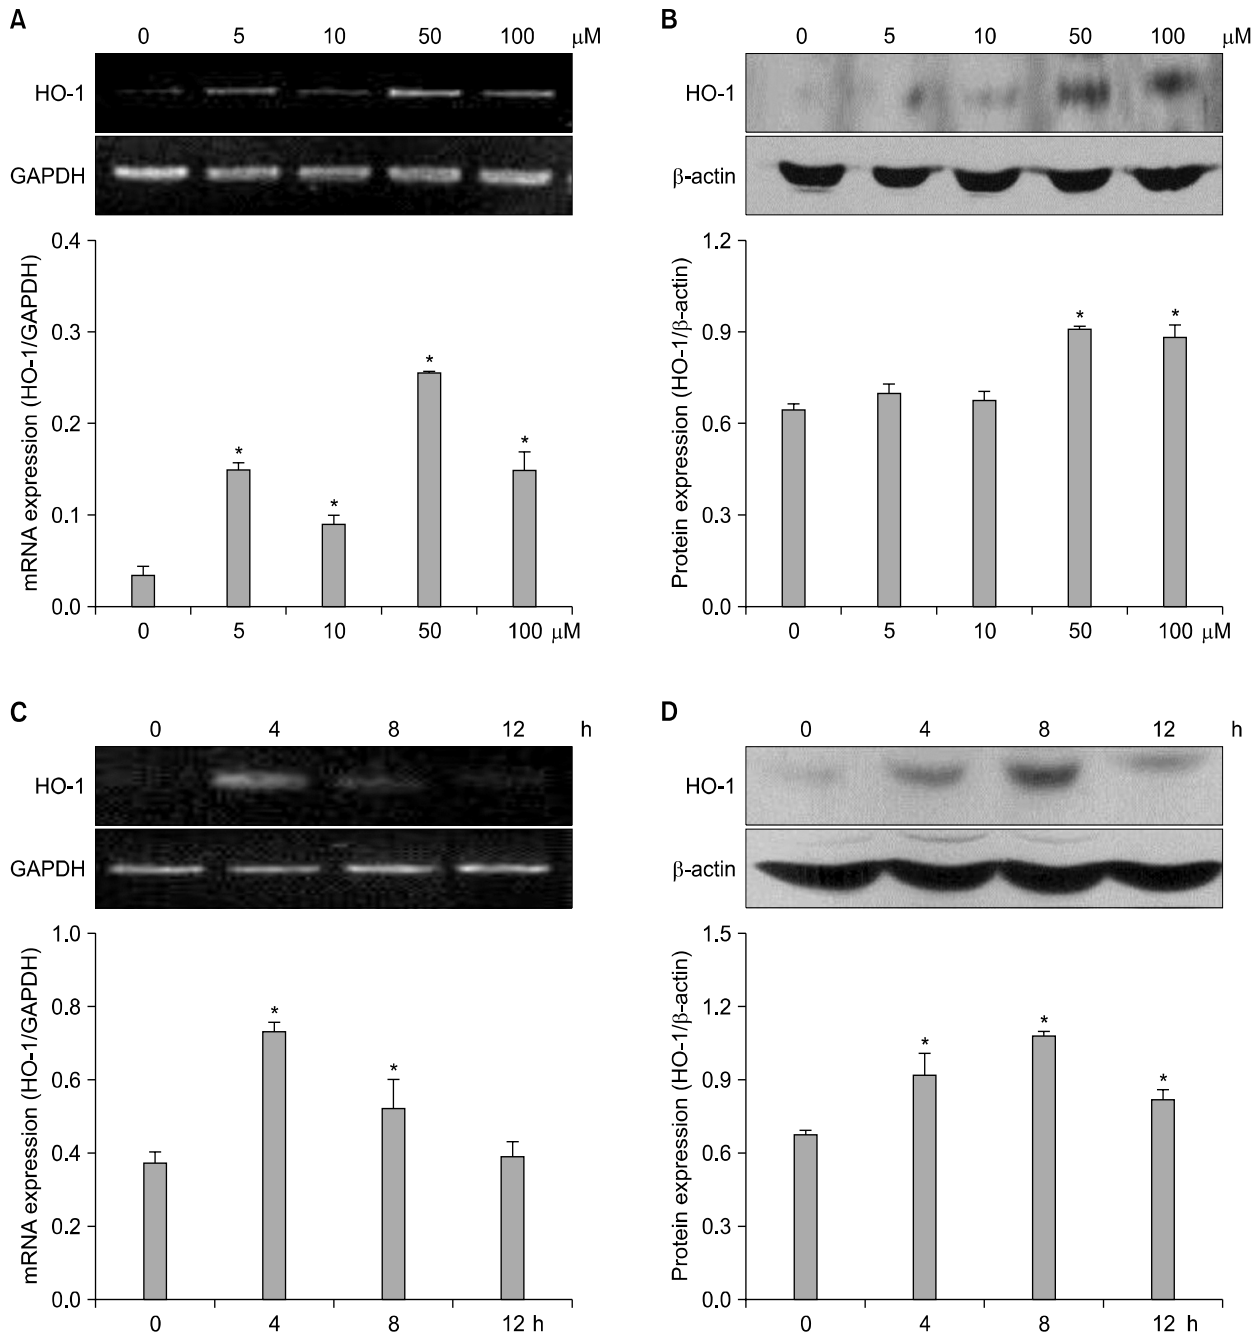 A
0 5 10 50 100 μM
HO-1
GAPDH
mRNA expression (HO-1/GAPDH)
0.4
0.3
0.2
0.1
0.0
*
*
*
*
0 5 10 50 100 μM
B
0 5 10 50 100 μM
HO-1
β-actin
Protein expression (HO-1/β-actin)
1.2
0.9
0.6
0.3
0.0
*
*
0 5 10 50 100 μM
C
0 4 8 12 h
HO-1
GAPDH
mRNA expression (HO-1/GAPDH)
1.0
0.8
0.6
0.4
0.2
0.0
*
*
0 4 8 12 h
D
0 4 8 12 h
HO-1
β-actin
Protein expression (HO-1/β-actin)
1.5
1.2
0.9
0.6
0.3
0.0
*
*
*
0 4 8 12 h